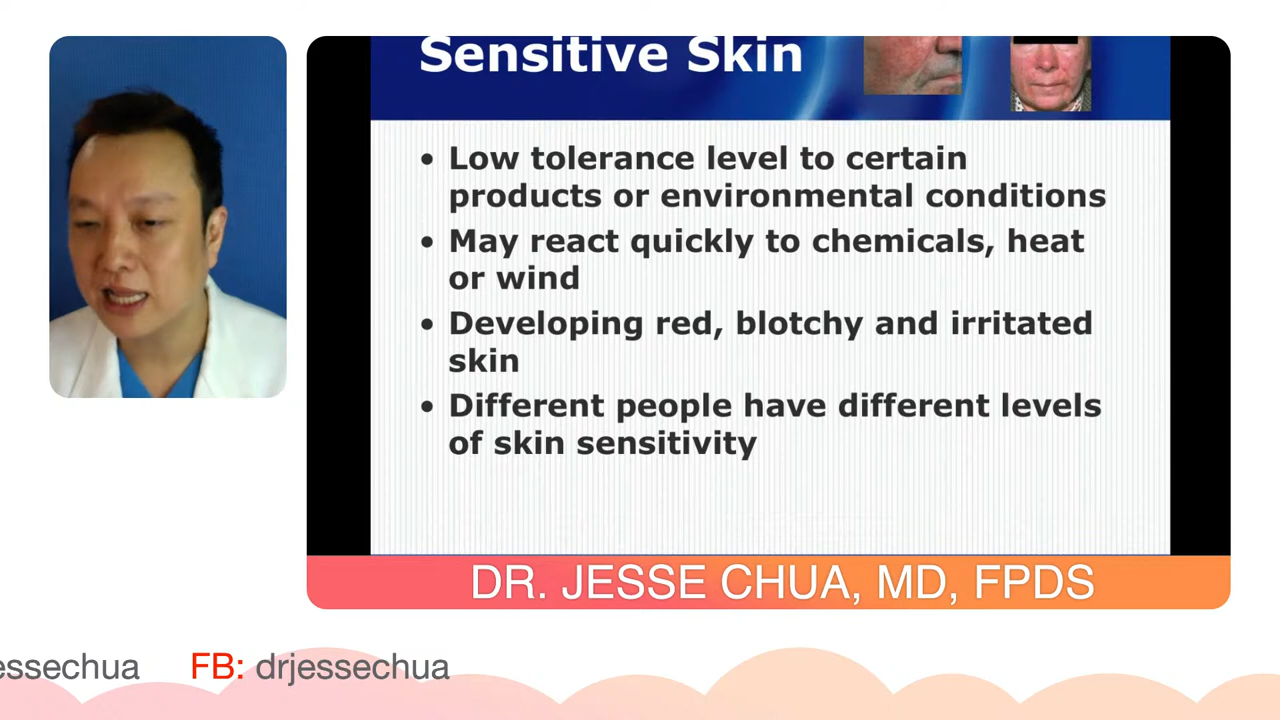 Sensitive Skin
• Low tolerance level to certain
products or environmental conditions
• May react quickly to chemicals, heat
or wind
• Developing red, blotchy and irritated
skin
• Different people have different levels
of skin sensitivity
DR. JESSE CHUA, MD, FPDS
essechua FB: drjessechua